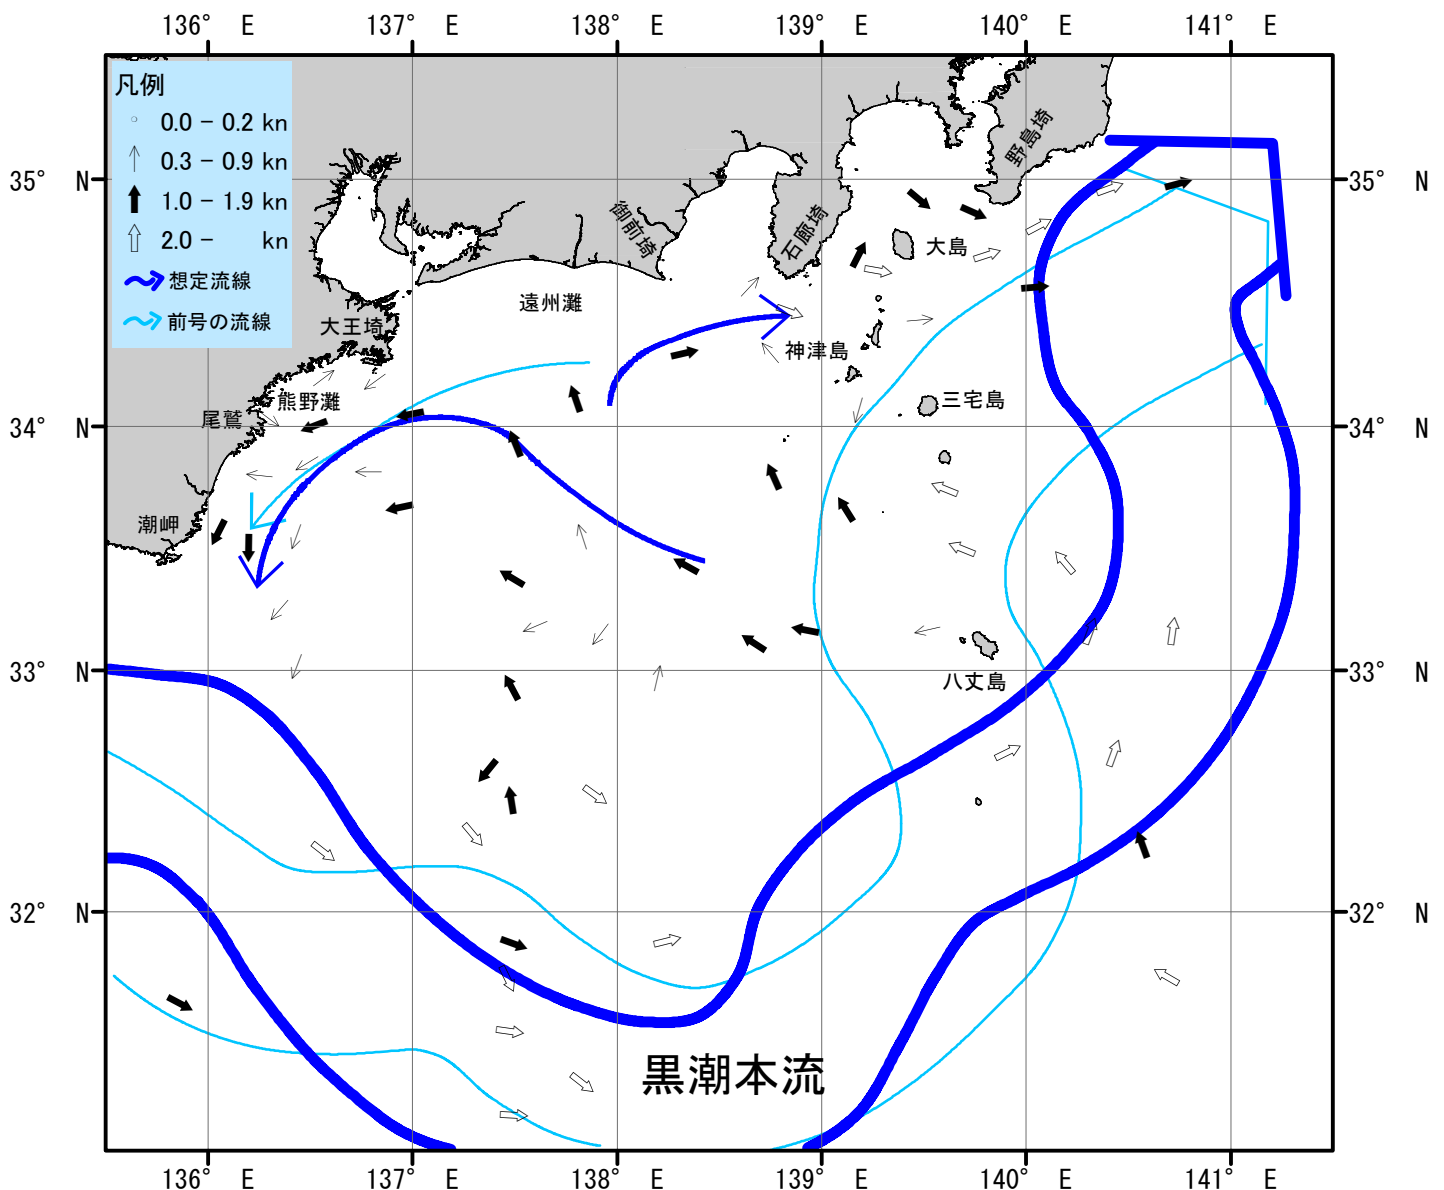 136° E 137° E 138° E 139° E 140° E 141° E
凡例
0.0 - 0.2 kn
0.3 - 0.9 kn
1.0 - 1.9 kn
2.0 - kn
想定流線
前号の流線
野島埼
35° N 35° N
御前埼
石廊埼
大島
遠州灘
大王埼
神津島
熊野灘
三宅島
尾鷲
34° N 34° N
潮岬
33° N 33° N
八丈島
32° N 32° N
黒潮本流
136° E 137° E 138° E 139° E 140° E 141° E